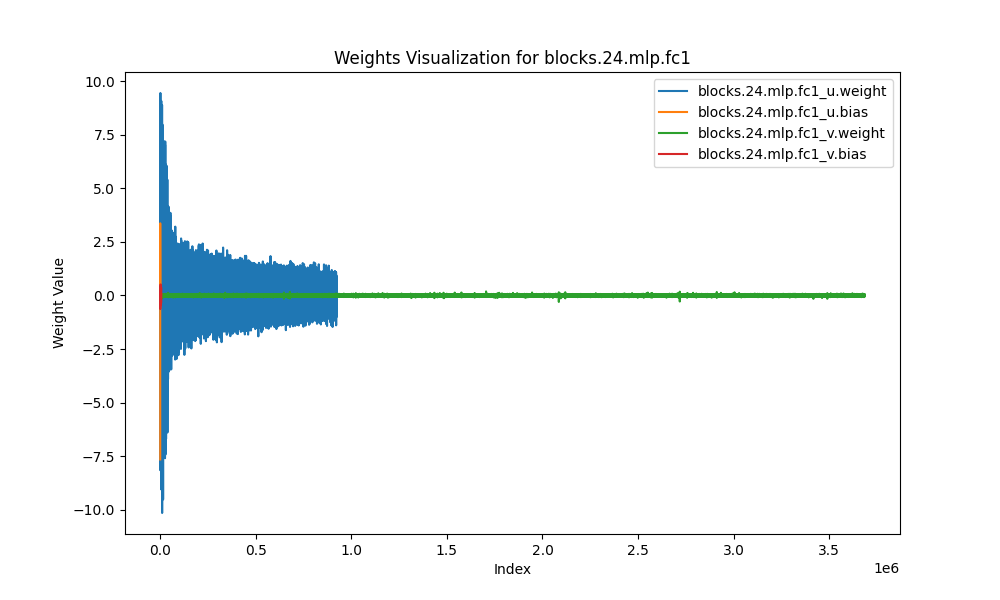 Weights Visualization for blocks.24.mlp.fc1
blocks.24.mlp.fc1_u.weight
blocks.24.mlp.fc1_u.bias
blocks.24.mlp.fc1_v.weight
blocks.24.mlp.fc1_v.bias
10.0
7.5
5.0
2.5
0.0
−2.5
−5.0
−7.5
−10.0
Weight Value
0.0 0.5 1.0 1.5 2.0 2.5 3.0 3.5
1e6
Index